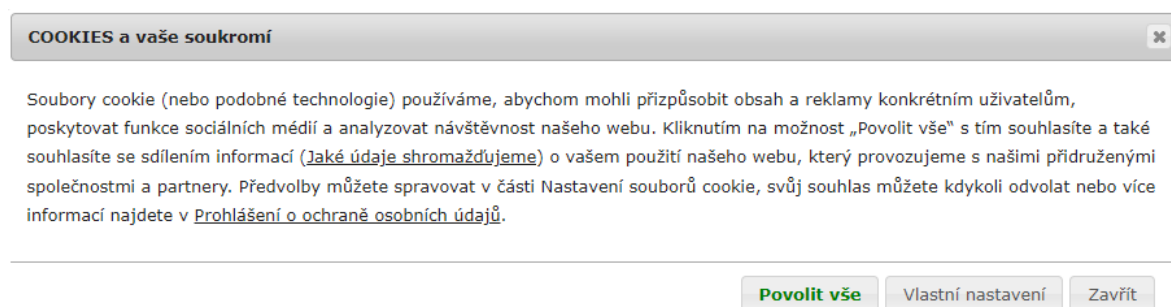 COOKIES a vaše soukromí
Soubory cookie (nebo podobné technologie) používáme, abychom mohli přizpůsobit obsah a reklamy konkrétním uživatelům,
poskytovat funkce sociálních médií a analyzovat návštěvnost našeho webu. Kliknutím na možnost „Povolit vše“ s tím souhlasíte a také
souhlasíte se sdílením informací (Jaké údaje shromažďujeme) o vašem použití našeho webu, který provozujeme s našimi přidruženými
společnostmi a partnery. Předvolby můžete spravovat v části Nastavení souborů cookie, svůj souhlas můžete kdykoli odvolat nebo více
informací najdete v Prohlášení o ochraně osobních údajů.
Povolit vše Vlastní nastavení Zavřít